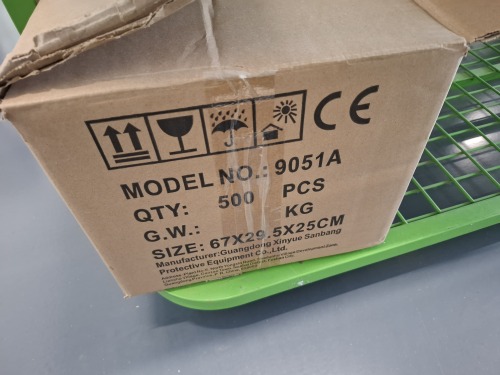 CE
MODEL NO.: 9051A
QTY: 500 PCS
G.W.: KG
SIZE: 67X29.5X25CM
Manufacturer:Guangdong Xinyue Sanbang
Protective Equipment Co.,Ltd.